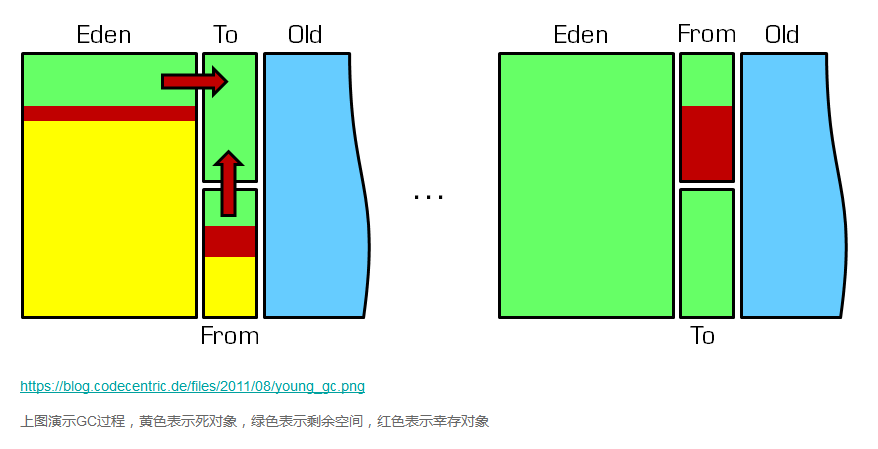 Eden To Old Eden From Old
...
From To
https://blog.codecentric.de/files/2011/08/young_gc.png
上图演示GC过程，黄色表示死对象，绿色表示剩余空间，红色表示幸存对象